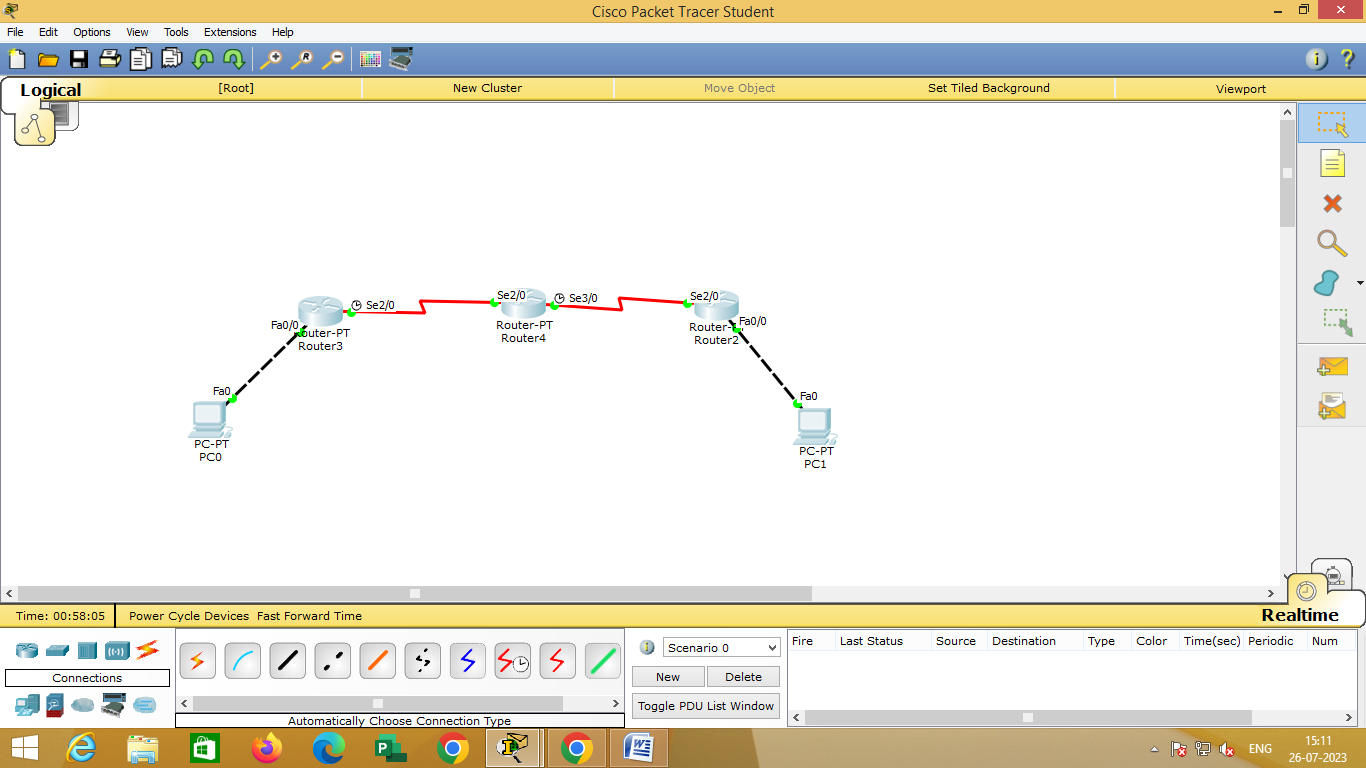 Cisco Packet Tracer Student
File Edit Options View Tools Extensions Help
Logical [Root] New Cluster Move Object Set Tiled Background Viewport
Se2/0 Se2/0 Se3/0 Se2/0
Fa0/0 Router-PT Router-PT Fa0/0
Router3 Router4 Router2
Fa0 Fa0
PC-PT PC-PT
PC0 PC1
Time: 00:58:05 Power Cycle Devices Fast Forward Time Realtime
Connections
Automatically Choose Connection Type
Scenario 0
New Delete
Toggle PDU List Window
Fire Last Status Source Destination Type Color Time(sec) Periodic Num
ENG 15:11
26-07-2023